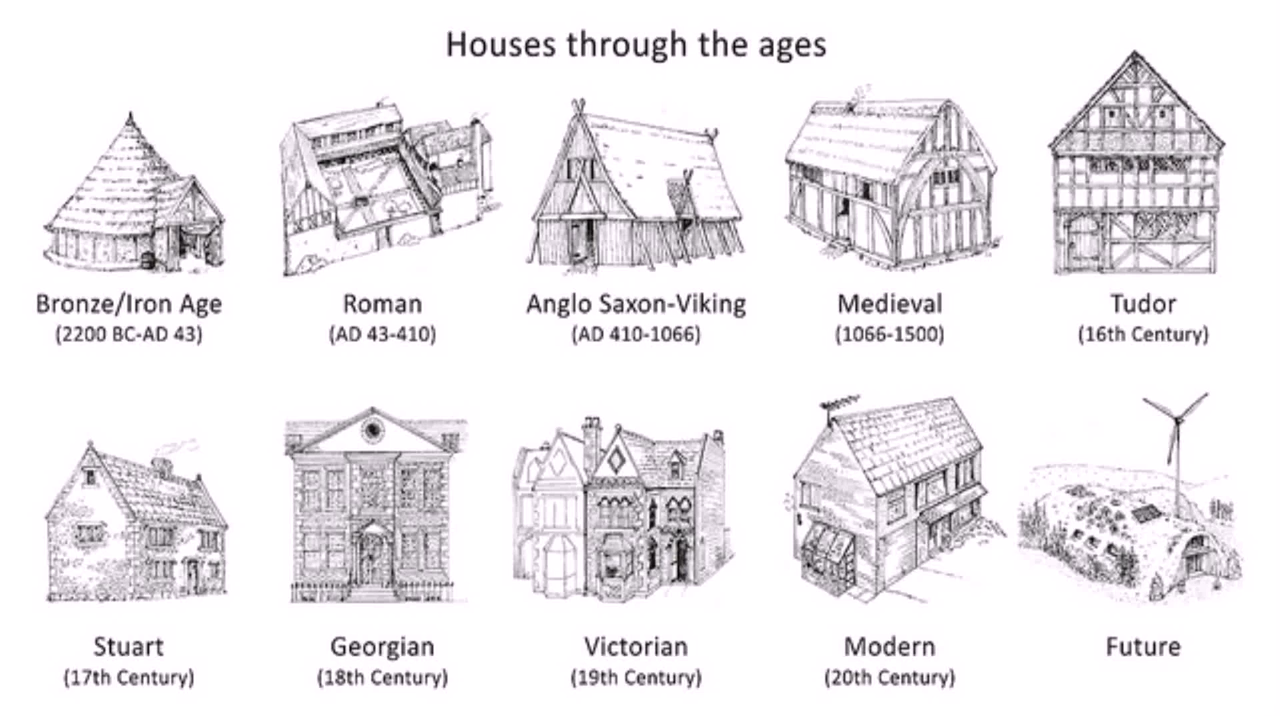 Houses through the ages
Bronze/Iron Age
(2200 BC-AD 43)
Roman
(AD 43-410)
Anglo Saxon-Viking
(AD 410-1066)
Medieval
(1066-1500)
Tudor
(16th Century)
Stuart
(17th Century)
Georgian
(18th Century)
Victorian
(19th Century)
Modern
(20th Century)
Future